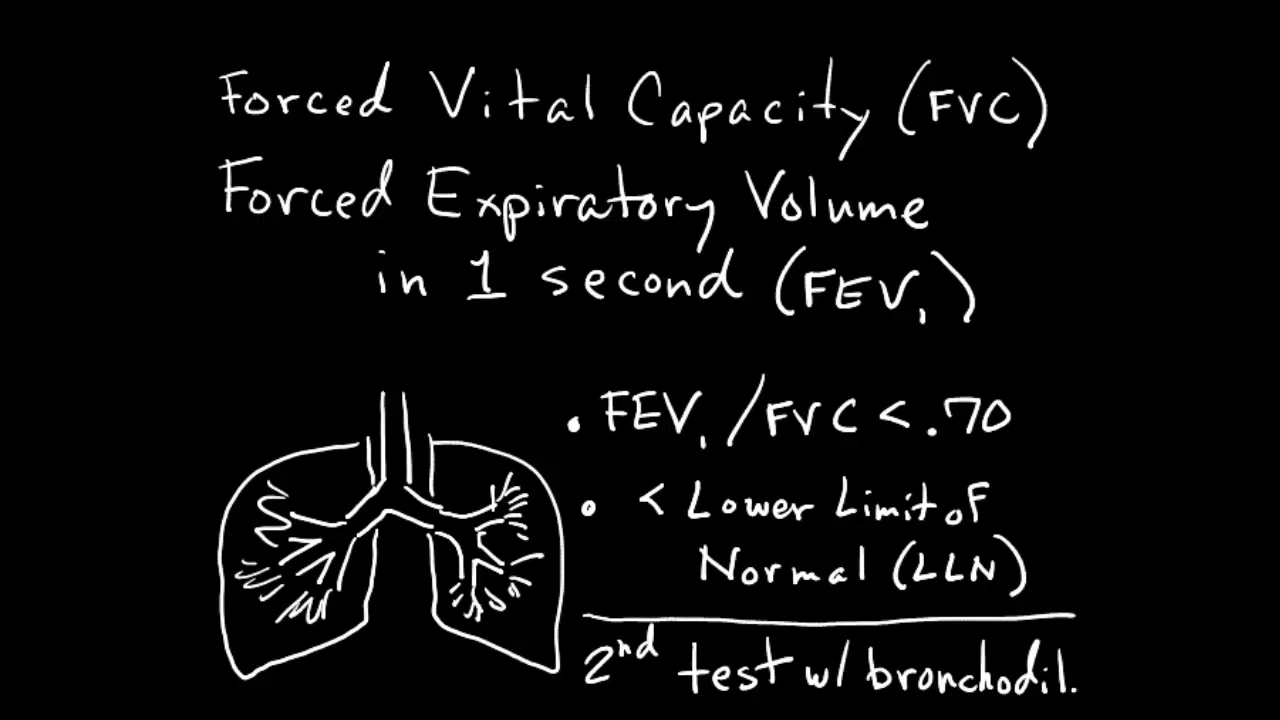 Forced Vital Capacity (FVC)
Forced Expiratory Volume
in 1 second (FEV₁)
• FEV₁/FVC < .70
• < Lower Limit of
Normal (LLN)
2nd test w/ bronchodil.